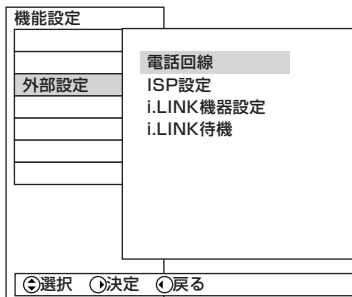 機能設定
外部設定
電話回線
ISP設定
i.LINK機器設定
i.LINK待機
選択 決定 戻る